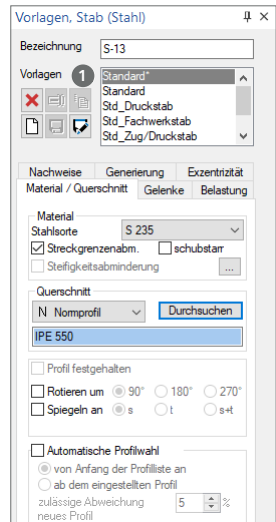 Vorlagen, Stab (Stahl)
Bezeichnung S-13
Vorlagen 1 Standard*
Standard
Std_Druckstab
Std_Fachwerkstab
Std_Zug/Druckstab
Nachweise Generierung Exzentrizität
Material / Querschnitt Gelenke Belastung
Material
Stahlsorte S 235
Streckgrenzenabm. schubstarr
Steifigkeitsabminderung ...
Querschnitt
N Normprofil Durchsuchen
IPE 550
Profil festgehalten
Rotieren um 90° 180° 270°
Spiegeln an s t s+t
Automatische Profilwahl
von Anfang der Profilliste an
ab dem eingestellten Profil
zulässige Abweichung 5 %
neues Profil